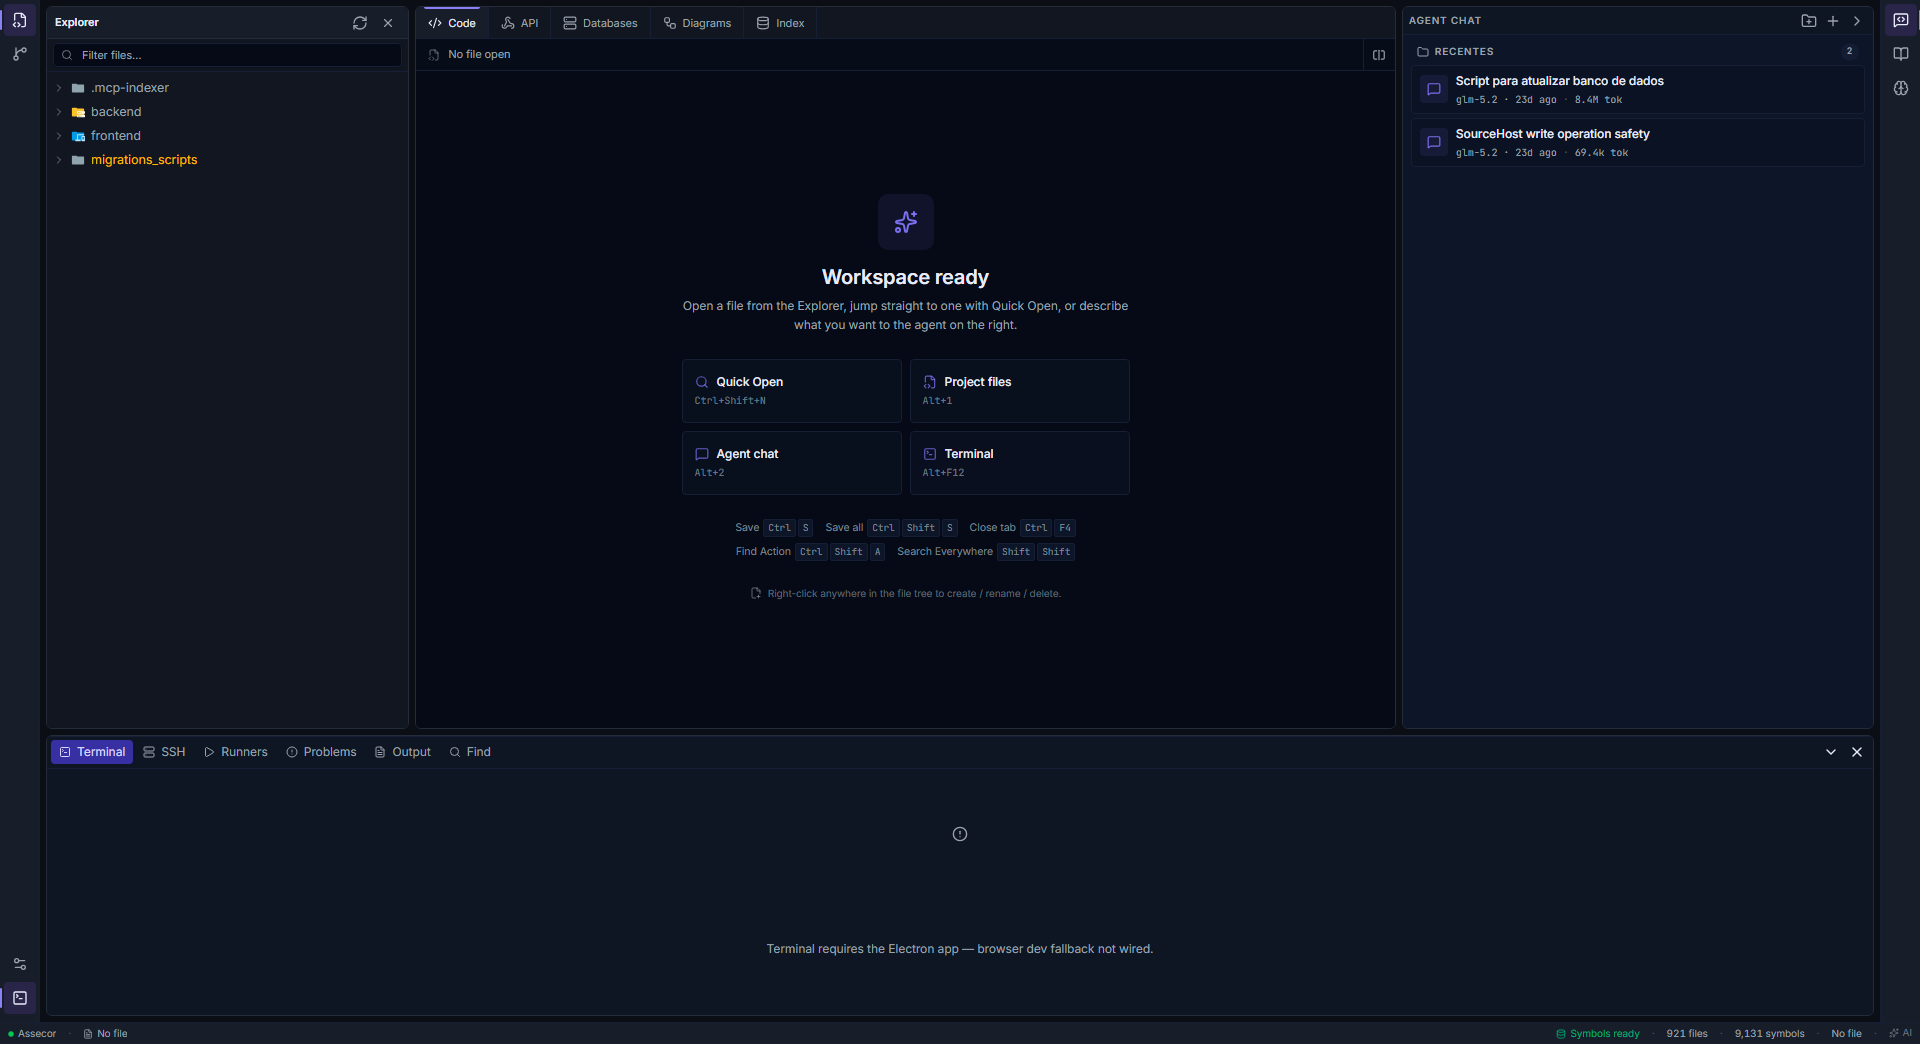 Explorer
Filter files...
.mcp-indexer
backend
frontend
migrations_scripts
Code
API
Databases
Diagrams
Index
No file open
Workspace ready
Open a file from the Explorer, jump straight to one with Quick Open, or describe
what you want to the agent on the right.
Quick Open
Ctrl+Shift+N
Project files
Alt+1
Agent chat
Alt+2
Terminal
Alt+F12
Save Ctrl S Save all Ctrl Shift S Close tab Ctrl F4
Find Action Ctrl Shift A Search Everywhere Shift Shift
Right-click anywhere in the file tree to create / rename / delete.
AGENT CHAT
RECENTES 2
Script para atualizar banco de dados
glm-5.2 · 23d ago · 8.4M tok
SourceHost write operation safety
glm-5.2 · 23d ago · 69.4k tok
Terminal
SSH
Runners
Problems
Output
Find
Terminal requires the Electron app — browser dev fallback not wired.
Assecor · No file
Symbols ready · 921 files · 9,131 symbols · No file · AI